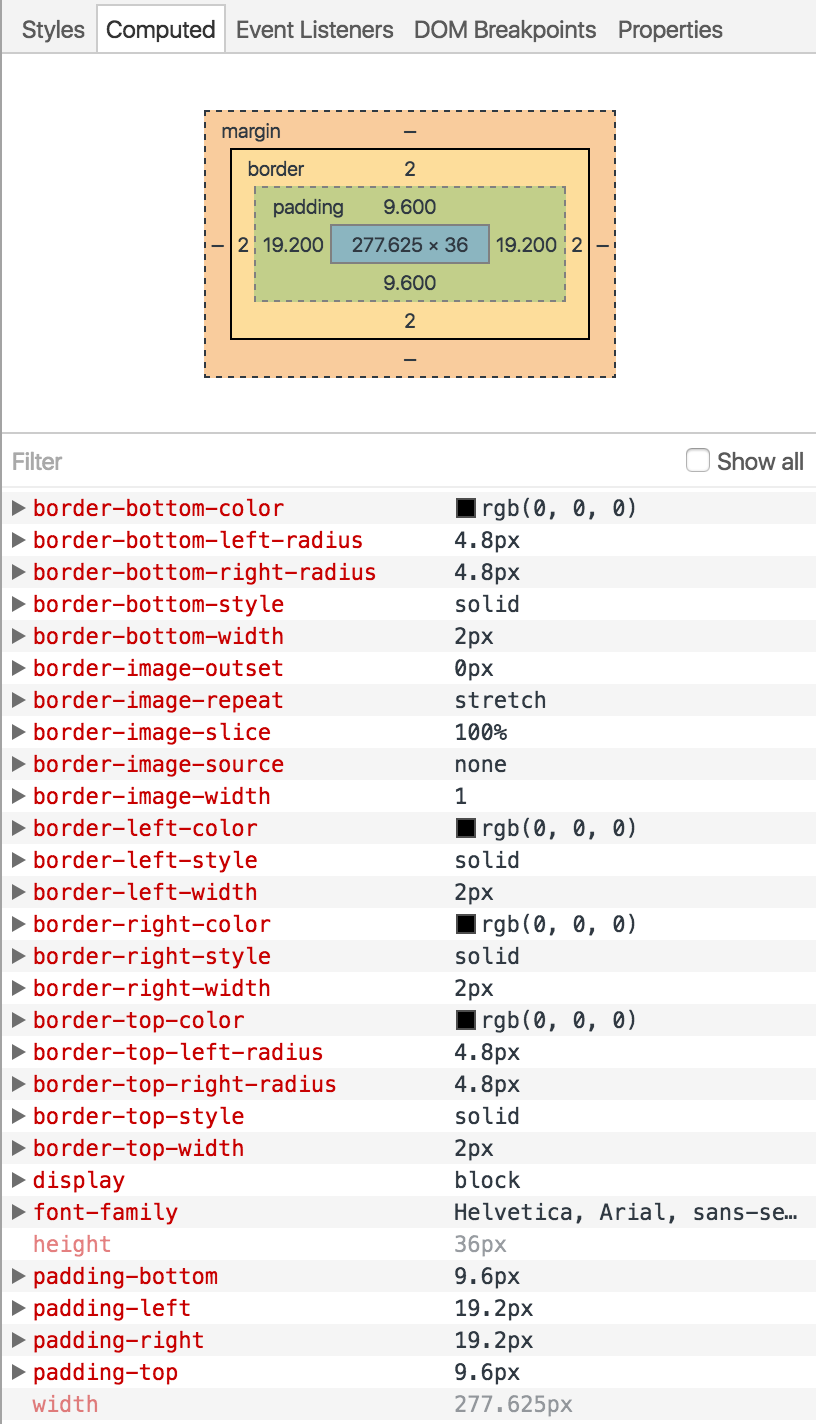 Styles Computed Event Listeners DOM Breakpoints Properties
margin –
border 2
padding 9.600
– 2 19.200 277.625 × 36 19.200 2 –
9.600
2
–
Filter Show all
border-bottom-color rgb(0, 0, 0)
border-bottom-left-radius 4.8px
border-bottom-right-radius 4.8px
border-bottom-style solid
border-bottom-width 2px
border-image-outset 0px
border-image-repeat stretch
border-image-slice 100%
border-image-source none
border-image-width 1
border-left-color rgb(0, 0, 0)
border-left-style solid
border-left-width 2px
border-right-color rgb(0, 0, 0)
border-right-style solid
border-right-width 2px
border-top-color rgb(0, 0, 0)
border-top-left-radius 4.8px
border-top-right-radius 4.8px
border-top-style solid
border-top-width 2px
display block
font-family Helvetica, Arial, sans-se…
height 36px
padding-bottom 9.6px
padding-left 19.2px
padding-right 19.2px
padding-top 9.6px
width 277.625px